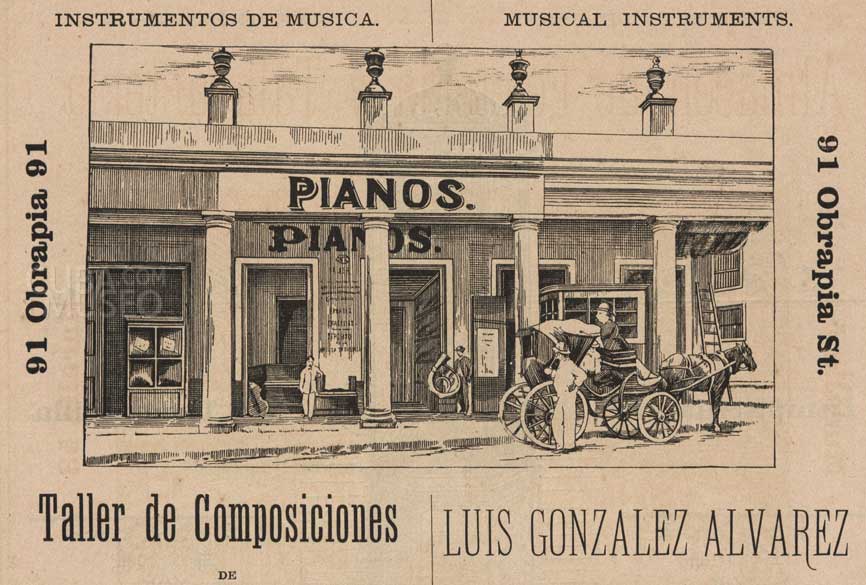 INSTRUMENTOS DE MUSICA.
MUSICAL INSTRUMENTS.
91 Obrapia 91
PIANOS.
PIANOS.
91 Obrapia St.
Taller de Composiciones
DE
LUIS GONZALEZ ALVAREZ